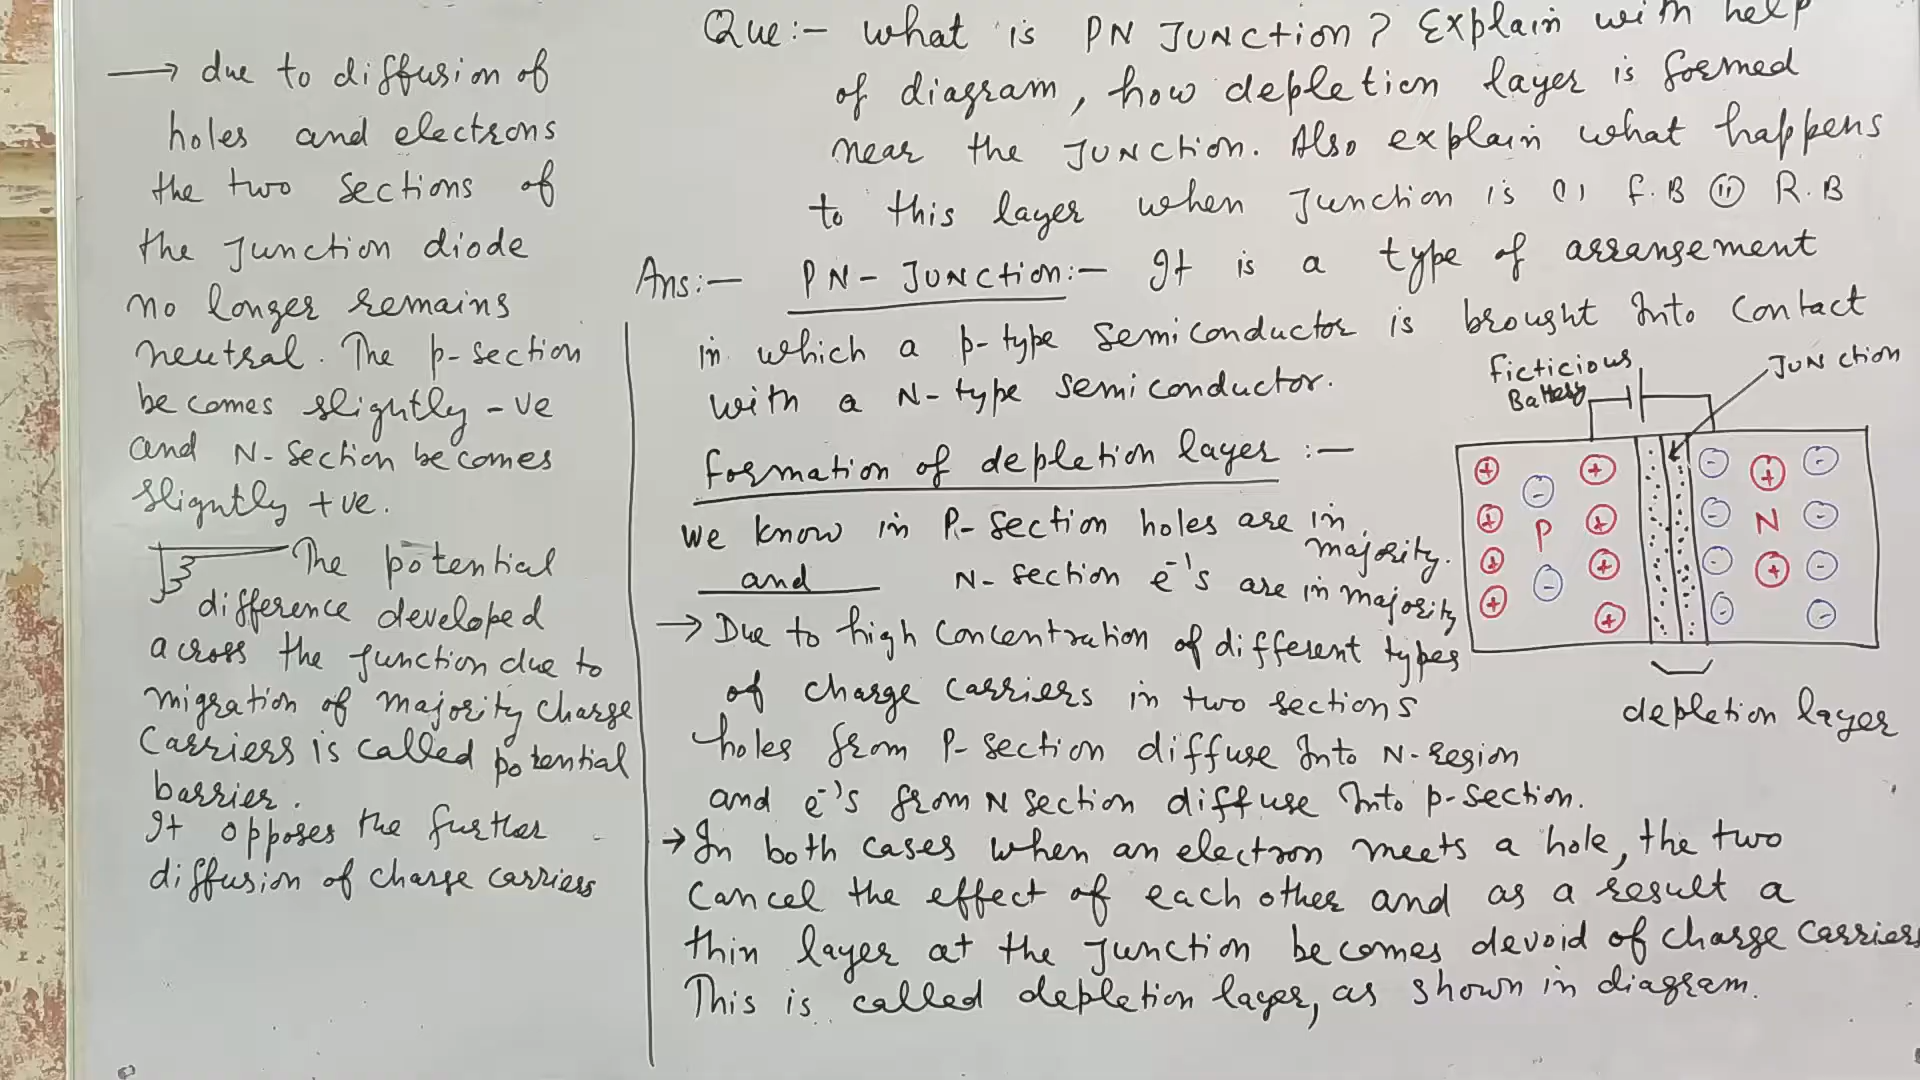 Que:- what is PN JUNCTION? Explain with help
of diagram, how depletion layer is formed
near the JUNCTION. Also explain what happens
to this layer when Junction is (i) F.B (ii) R.B
Ans:- PN-JUNCTION:- It is a type of arrangement
in which a p-type semiconductor is brought Into contact
with a N-type semiconductor.
Ficticious
Battery
JUNction
P
N
depletion layer
formation of depletion layer :-
we know in P-section holes are in majority.
and N-section e⁻'s are in majority
→ Due to high concentration of different types
of charge carriers in two sections
holes from P-section diffuse Into N-region
and e⁻'s from N section diffuse Into p-section.
→ In both cases when an electron meets a hole, the two
cancel the effect of each other and as a result a
thin layer at the junction becomes devoid of charge carriers
This is called depletion layer, as shown in diagram.
→ due to diffusion of
holes and electrons
the two sections of
the junction diode
no longer remains
neutral. The p-section
becomes slightly -ve
and N-section becomes
slightly +ve.
The potential
difference developed
across the junction due to
migration of majority charge
carriers is called potential
barrier.
It opposes the further
diffusion of charge carriers